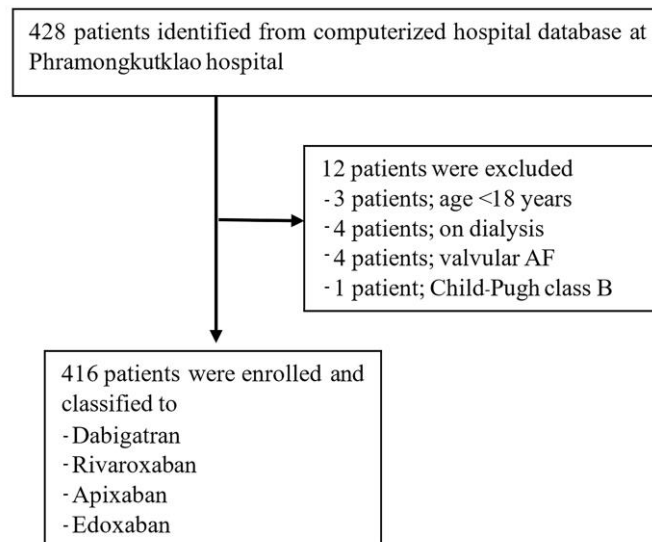 428 patients identified from computerized hospital database at
Phramongkutklao hospital
12 patients were excluded
- 3 patients; age <18 years
- 4 patients; on dialysis
- 4 patients; valvular AF
- 1 patient; Child-Pugh class B
416 patients were enrolled and
classified to
- Dabigatran
- Rivaroxaban
- Apixaban
- Edoxaban